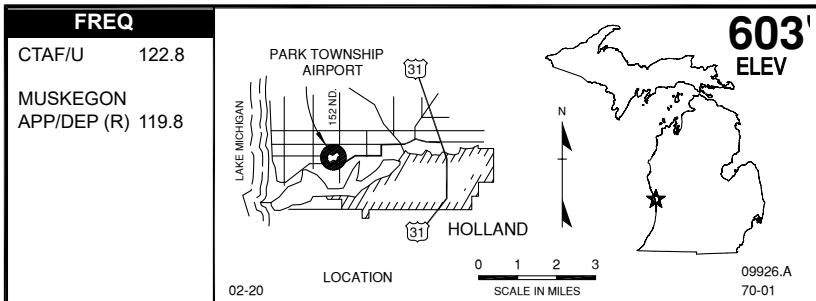 FREQ
CTAF/U 122.8
MUSKEGON
APP/DEP (R) 119.8
PARK TOWNSHIP
AIRPORT
31
152 ND.
LAKE MICHIGAN
31
HOLLAND
LOCATION
02-20
N
0 1 2 3
SCALE IN MILES
603'
ELEV
09926.A
70-01